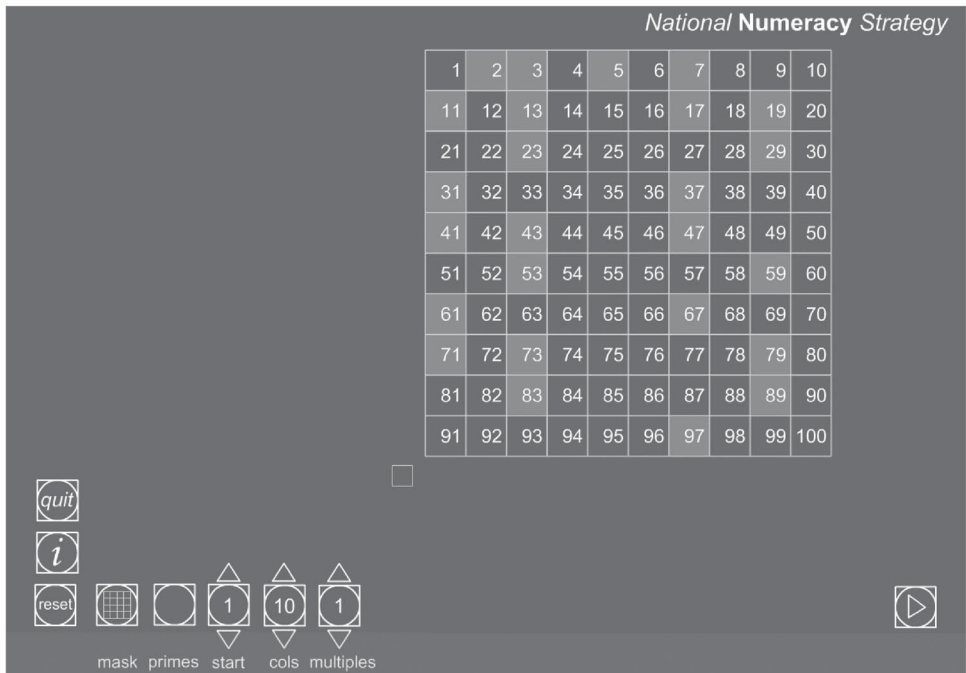 National Numeracy Strategy
1 2 3 4 5 6 7 8 9 10
11 12 13 14 15 16 17 18 19 20
21 22 23 24 25 26 27 28 29 30
31 32 33 34 35 36 37 38 39 40
41 42 43 44 45 46 47 48 49 50
51 52 53 54 55 56 57 58 59 60
61 62 63 64 65 66 67 68 69 70
71 72 73 74 75 76 77 78 79 80
81 82 83 84 85 86 87 88 89 90
91 92 93 94 95 96 97 98 99 100
quit
i
reset 1 10 1
mask primes start cols multiples